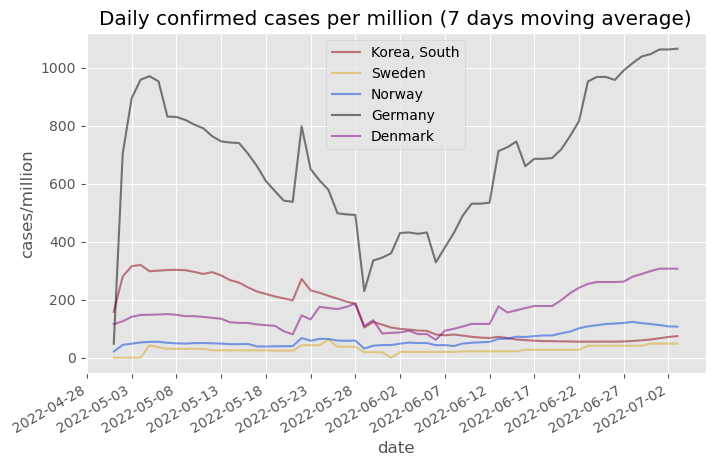 Daily confirmed cases per million (7 days moving average)
Korea, South
Sweden
Norway
Germany
Denmark
cases/million
1000
800
600
400
200
0
2022-04-28
2022-05-03
2022-05-08
2022-05-13
2022-05-18
2022-05-23
2022-05-28
2022-06-02
2022-06-07
2022-06-12
2022-06-17
2022-06-22
2022-06-27
2022-07-02
date